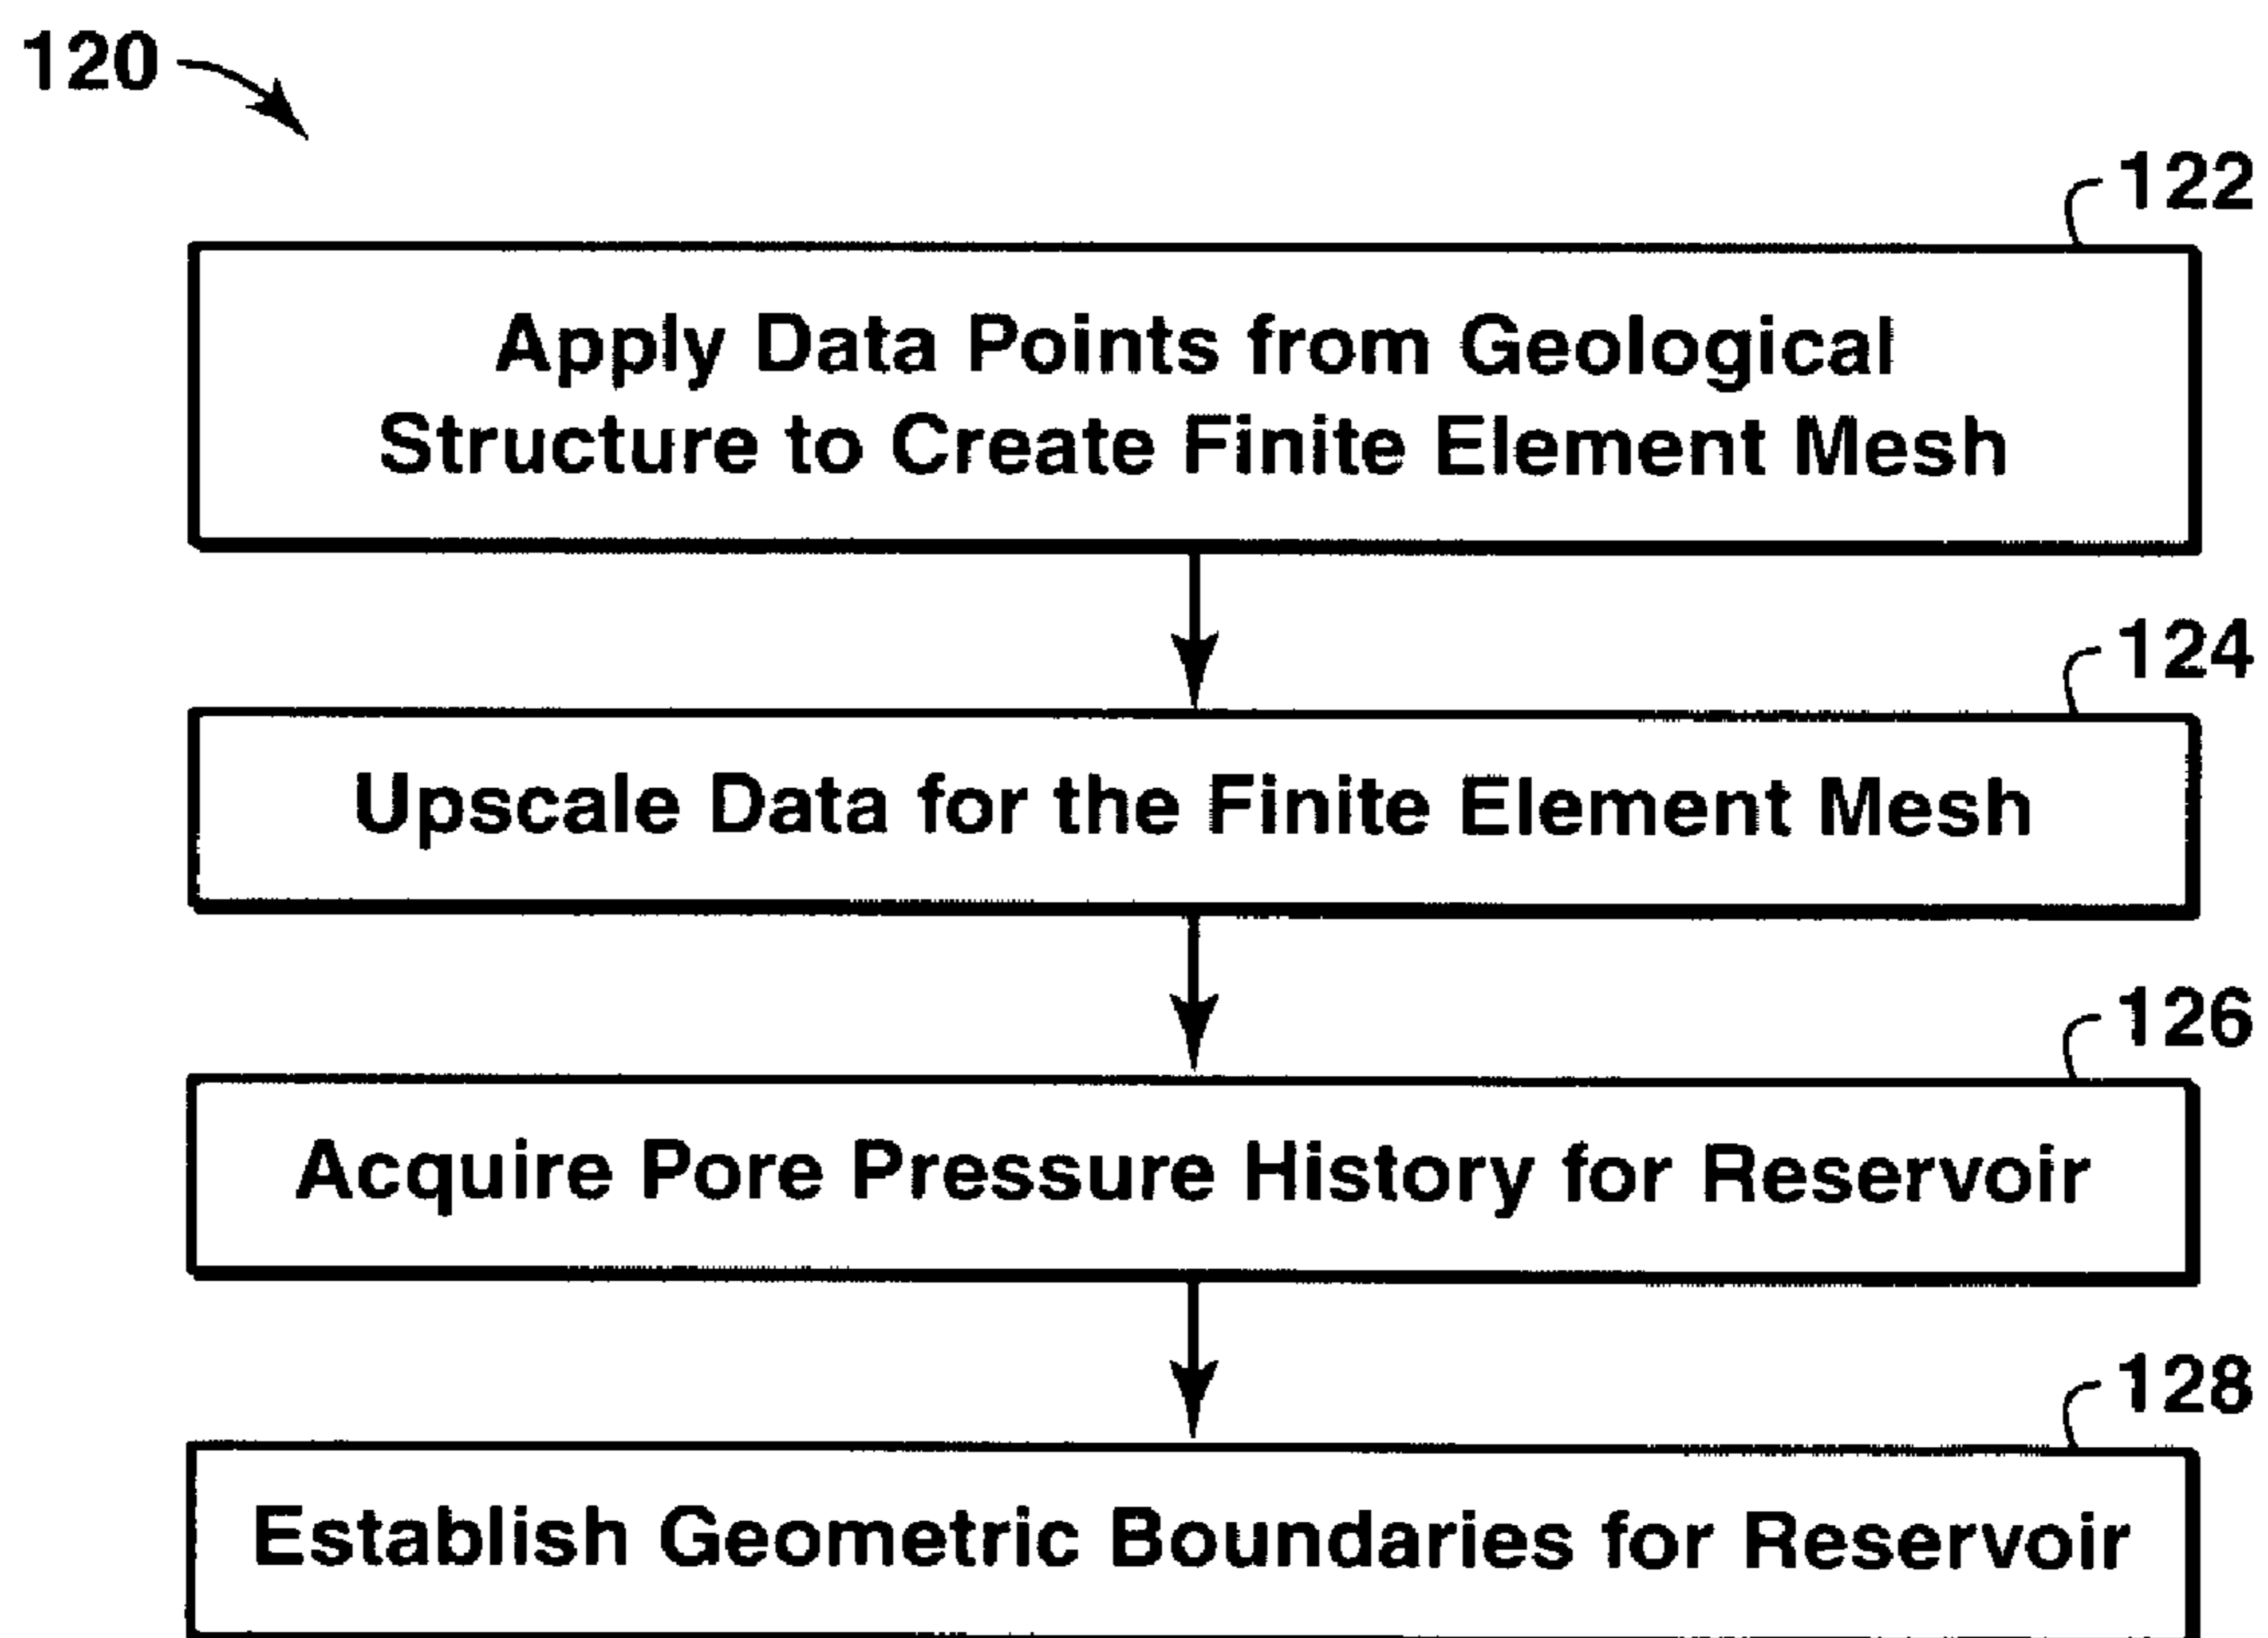 120
122
Apply Data Points from Geological
Structure to Create Finite Element Mesh
124
Upscale Data for the Finite Element Mesh
126
Acquire Pore Pressure History for Reservoir
128
Establish Geometric Boundaries for Reservoir